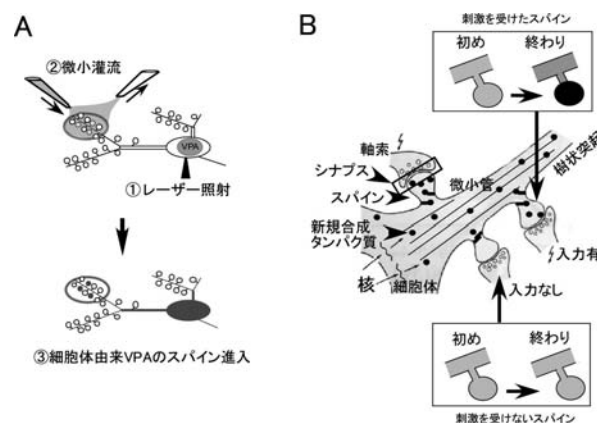 A
②微小灌流
VPA
①レーザー照射
③細胞体由来VPAのスパイン進入
B
刺激を受けたスパイン
初め
終わり
軸索
シナプス
スパイン
微小管
樹状突起
新規合成
タンパク質
核
細胞体
入力有
入力なし
初め
終わり
刺激を受けないスパイン